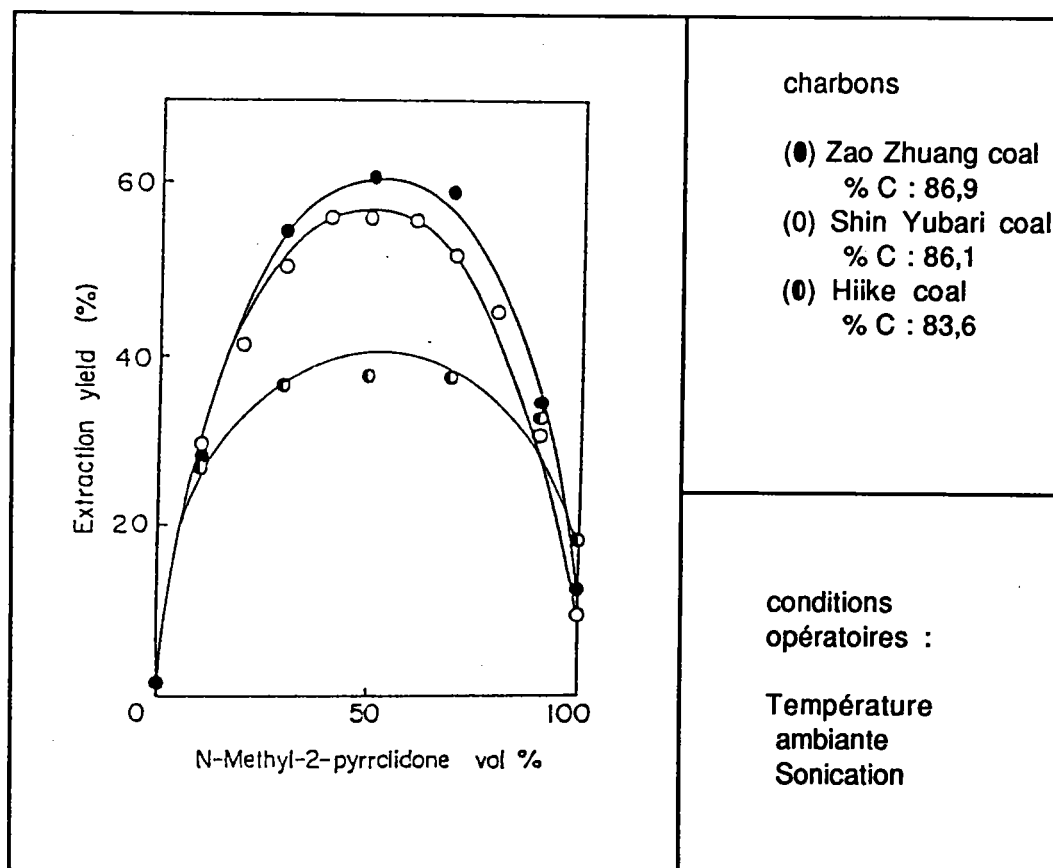 60
40
20
0
50
100
Extraction yield (%)
N-Methyl-2-pyrrclidone vol %
charbons
(●) Zao Zhuang coal
% C : 86,9
(0) Shin Yubari coal
% C : 86,1
(◐) Hiike coal
% C : 83,6
conditions
opératoires :
Température
ambiante
Sonication